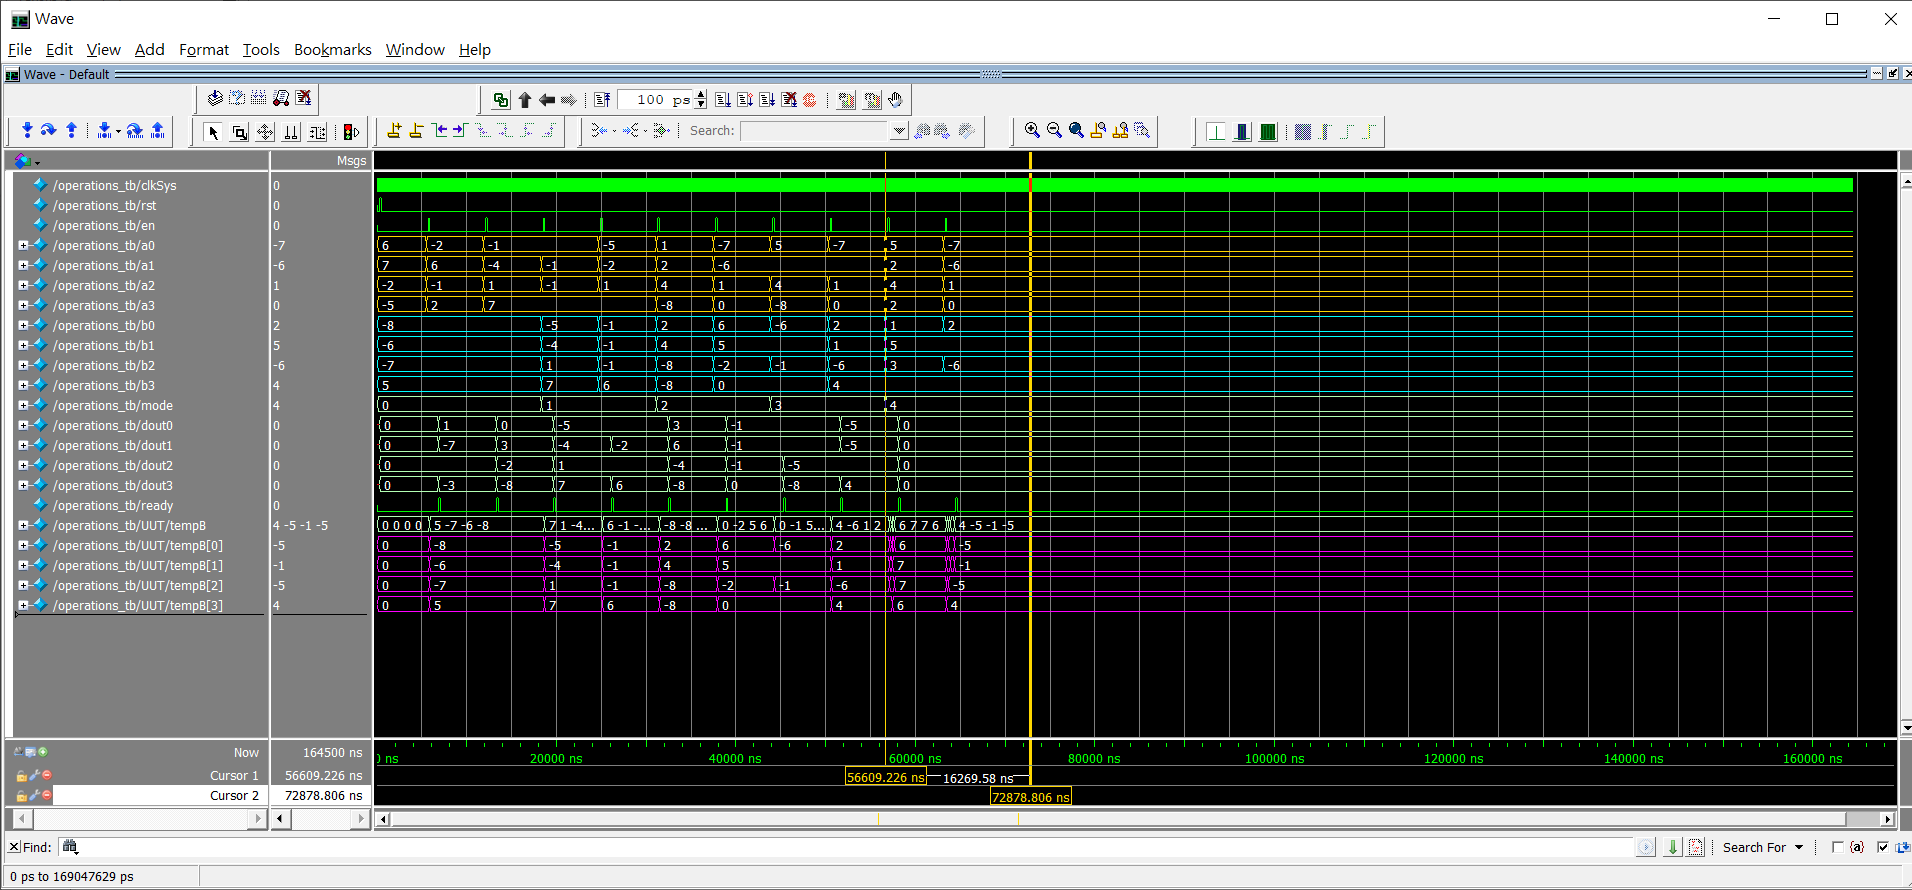 Wave
File Edit View Add Format Tools Bookmarks Window Help
Wave - Default
100 ps
Search:
Msgs
/operations_tb/clkSys 0
/operations_tb/rst 0
/operations_tb/en 0
/operations_tb/a0 -7 6 -2 -1 -5 1 -7 5 -7 5 -7
/operations_tb/a1 -6 7 6 -4 -1 -2 2 -6 2 -6
/operations_tb/a2 1 -2 -1 1 -1 1 4 1 4 1 4 1
/operations_tb/a3 0 -5 2 7 -8 0 -8 0 2 0
/operations_tb/b0 2 -8 -5 -1 2 6 -6 2 1 2
/operations_tb/b1 5 -6 -4 -1 4 5 1 5
/operations_tb/b2 -6 -7 1 -1 -8 -2 -1 -6 3 -6
/operations_tb/b3 4 5 7 6 -8 0 4
/operations_tb/mode 4 0 1 2 3 4
/operations_tb/dout0 0 0 1 0 -5 3 -1 -5 0
/operations_tb/dout1 0 0 -7 3 -4 -2 6 -1 -5 0
/operations_tb/dout2 0 0 -2 1 -4 -1 -5 0
/operations_tb/dout3 0 0 -3 -8 7 6 -8 0 -8 4 0
/operations_tb/ready 0
/operations_tb/UUT/tempB 4 -5 -1 -5 0 0 0 0 5 -7 -6 -8 7 1 -4... 6 -1 -... -8 -8 ... 0 -2 5 6 0 -1 5... 4 -6 1 2 6 7 7 6 4 -5 -1 -5
/operations_tb/UUT/tempB[0] -5 0 -8 -5 -1 2 6 -6 2 6 -5
/operations_tb/UUT/tempB[1] -1 0 -6 -4 -1 4 5 1 7 -1
/operations_tb/UUT/tempB[2] -5 0 -7 1 -1 -8 -2 -1 -6 7 -5
/operations_tb/UUT/tempB[3] 4 0 5 7 6 -8 0 4 6 4
Now 164500 ns ns 20000 ns 40000 ns 60000 ns 80000 ns 100000 ns 120000 ns 140000 ns 160000 ns
Cursor 1 56609.226 ns 56609.226 ns 16269.58 ns
Cursor 2 72878.806 ns 72878.806 ns
Find: Search For {a}
0 ps to 169047629 ps